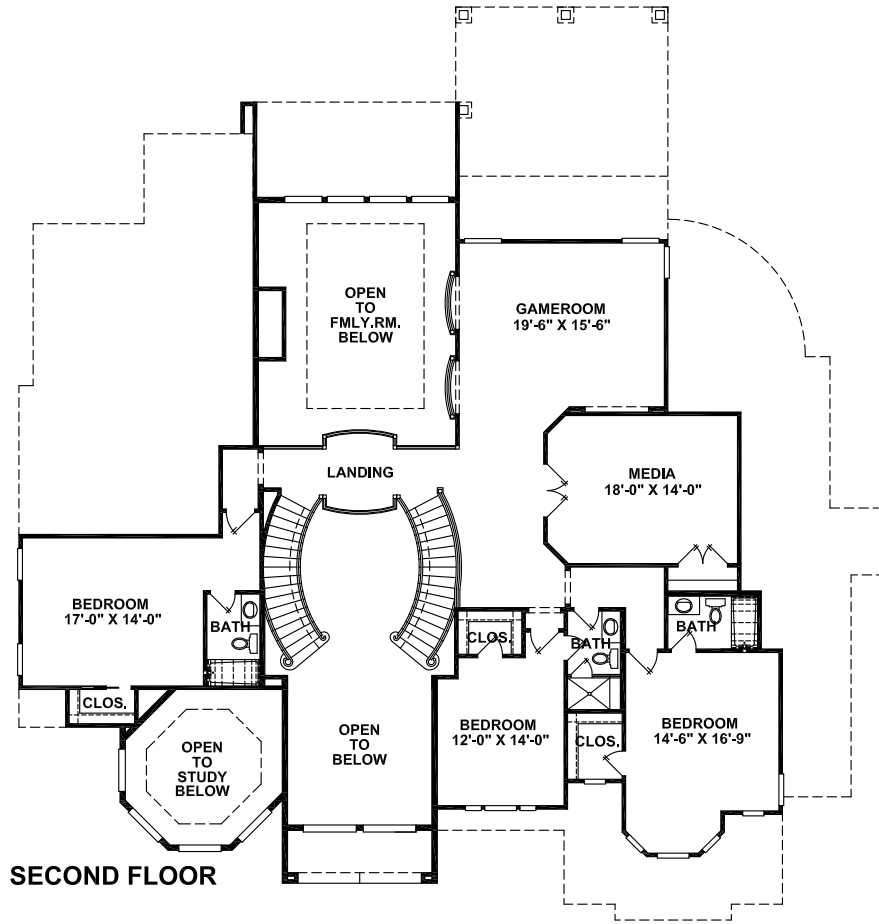 OPEN
TO
FMLY.RM.
BELOW
GAMEROOM
19'-6" X 15'-6"
LANDING
MEDIA
18'-0" X 14'-0"
BEDROOM
17'-0" X 14'-0"
BATH
CLOS.
BATH
BATH
CLOS.
OPEN
TO
STUDY
BELOW
OPEN
TO
BELOW
BEDROOM
12'-0" X 14'-0"
CLOS.
BEDROOM
14'-6" X 16'-9"
SECOND FLOOR